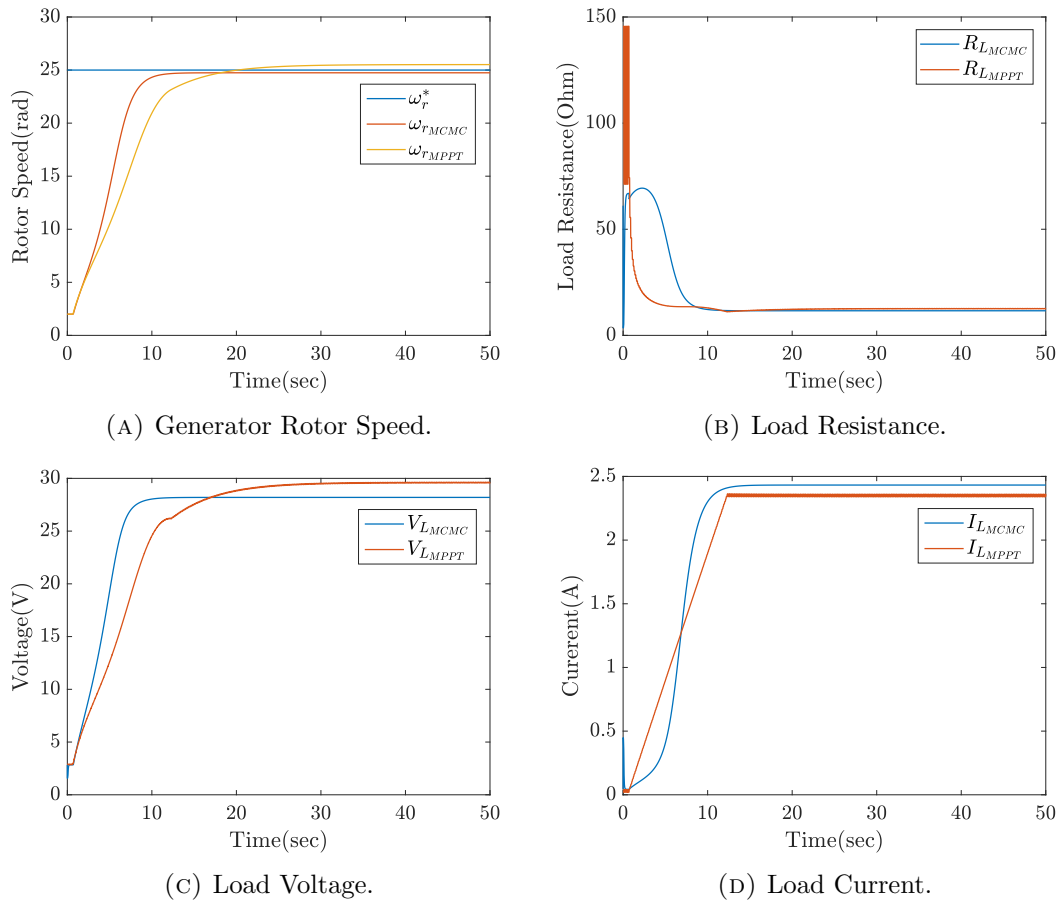 30
25
20
15
10
5
0
Rotor Speed(rad)
ω*r
ωrMCMC
ωrMPPT
0 10 20 30 40 50
Time(sec)
(A) Generator Rotor Speed.
150
100
50
0
Load Resistance(Ohm)
RLMCMC
RLMPPT
0 10 20 30 40 50
Time(sec)
(B) Load Resistance.
30
25
20
15
10
5
0
Voltage(V)
VLMCMC
VLMPPT
0 10 20 30 40 50
Time(sec)
(C) Load Voltage.
2.5
2
1.5
1
0.5
0
Curerent(A)
ILMCMC
ILMPPT
0 10 20 30 40 50
Time(sec)
(D) Load Current.